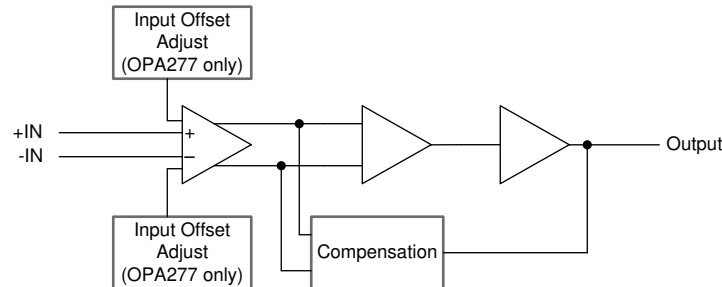 Input Offset
Adjust
(OPA277 only)
+IN
-IN
+
−
Output
Input Offset
Adjust
(OPA277 only)
Compensation